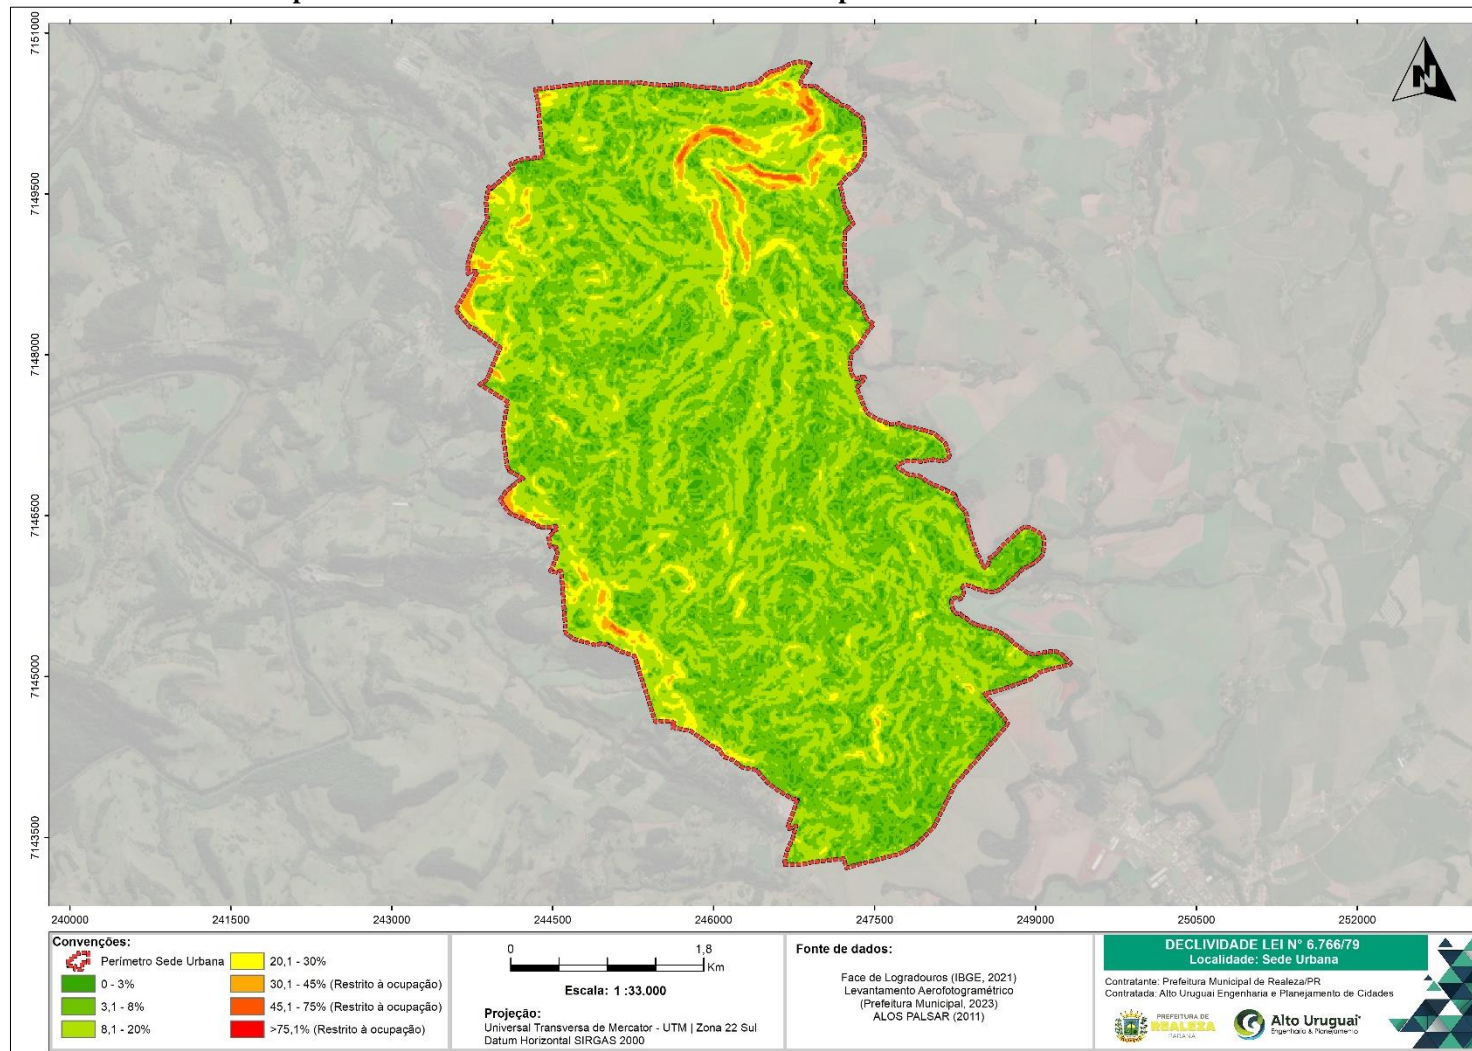 N
7151000
7149500
7148000
7146500
7145000
7143500
240000 241500 243000 244500 246000 247500 249000 250500 252000
Convenções:
Perímetro Sede Urbana
0 - 3%
3,1 - 8%
8,1 - 20%
20,1 - 30%
30,1 - 45% (Restrito à ocupação)
45,1 - 75% (Restrito à ocupação)
>75,1% (Restrito à ocupação)
0 1,8
Km
Escala: 1 :33.000
Projeção:
Universal Transversa de Mercator - UTM | Zona 22 Sul
Datum Horizontal SIRGAS 2000
Fonte de dados:
Face de Logradouros (IBGE, 2021)
Levantamento Aerofotogramétrico
(Prefeitura Municipal, 2023)
ALOS PALSAR (2011)
DECLIVIDADE LEI N° 6.766/79
Localidade: Sede Urbana
Contratante: Prefeitura Municipal de Realeza/PR
Contratada: Alto Uruguai Engenharia e Planejamento de Cidades
PREFEITURA DE
REALEZA
PARANÁ
Alto Uruguai
Engenharia & Planejamento